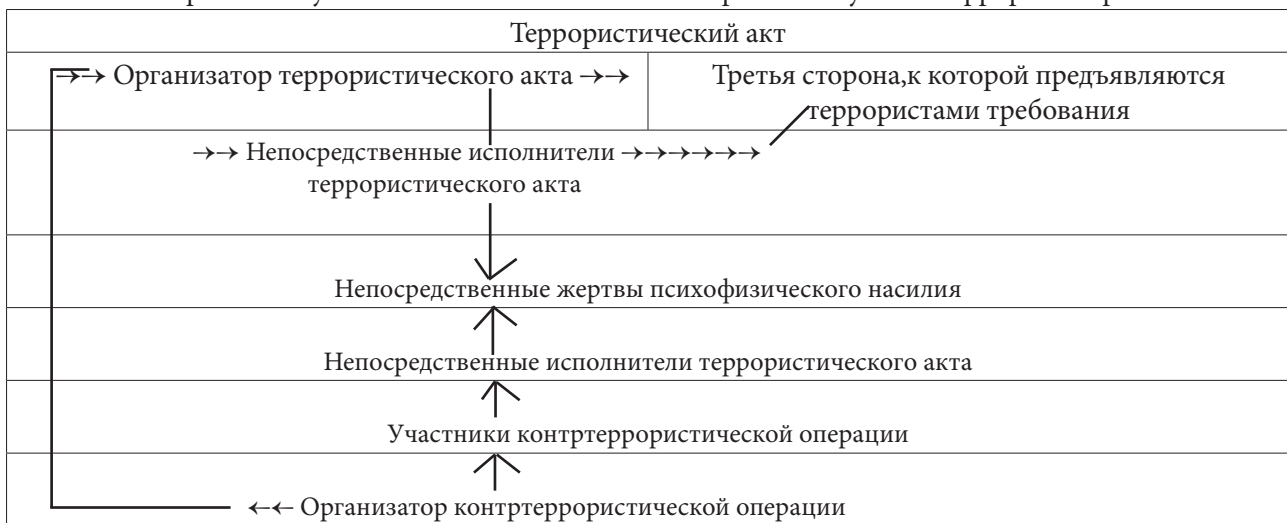 Террористический акт
→→ Организатор террористического акта →→
Третья сторона,к которой предъявляются
террористами требования
→→ Непосредственные исполнители →→→→→→
террористического акта
Непосредственные жертвы психофизического насилия
Непосредственные исполнители террористического акта
Участники контртеррористической операции
←← Организатор контртеррористической операции